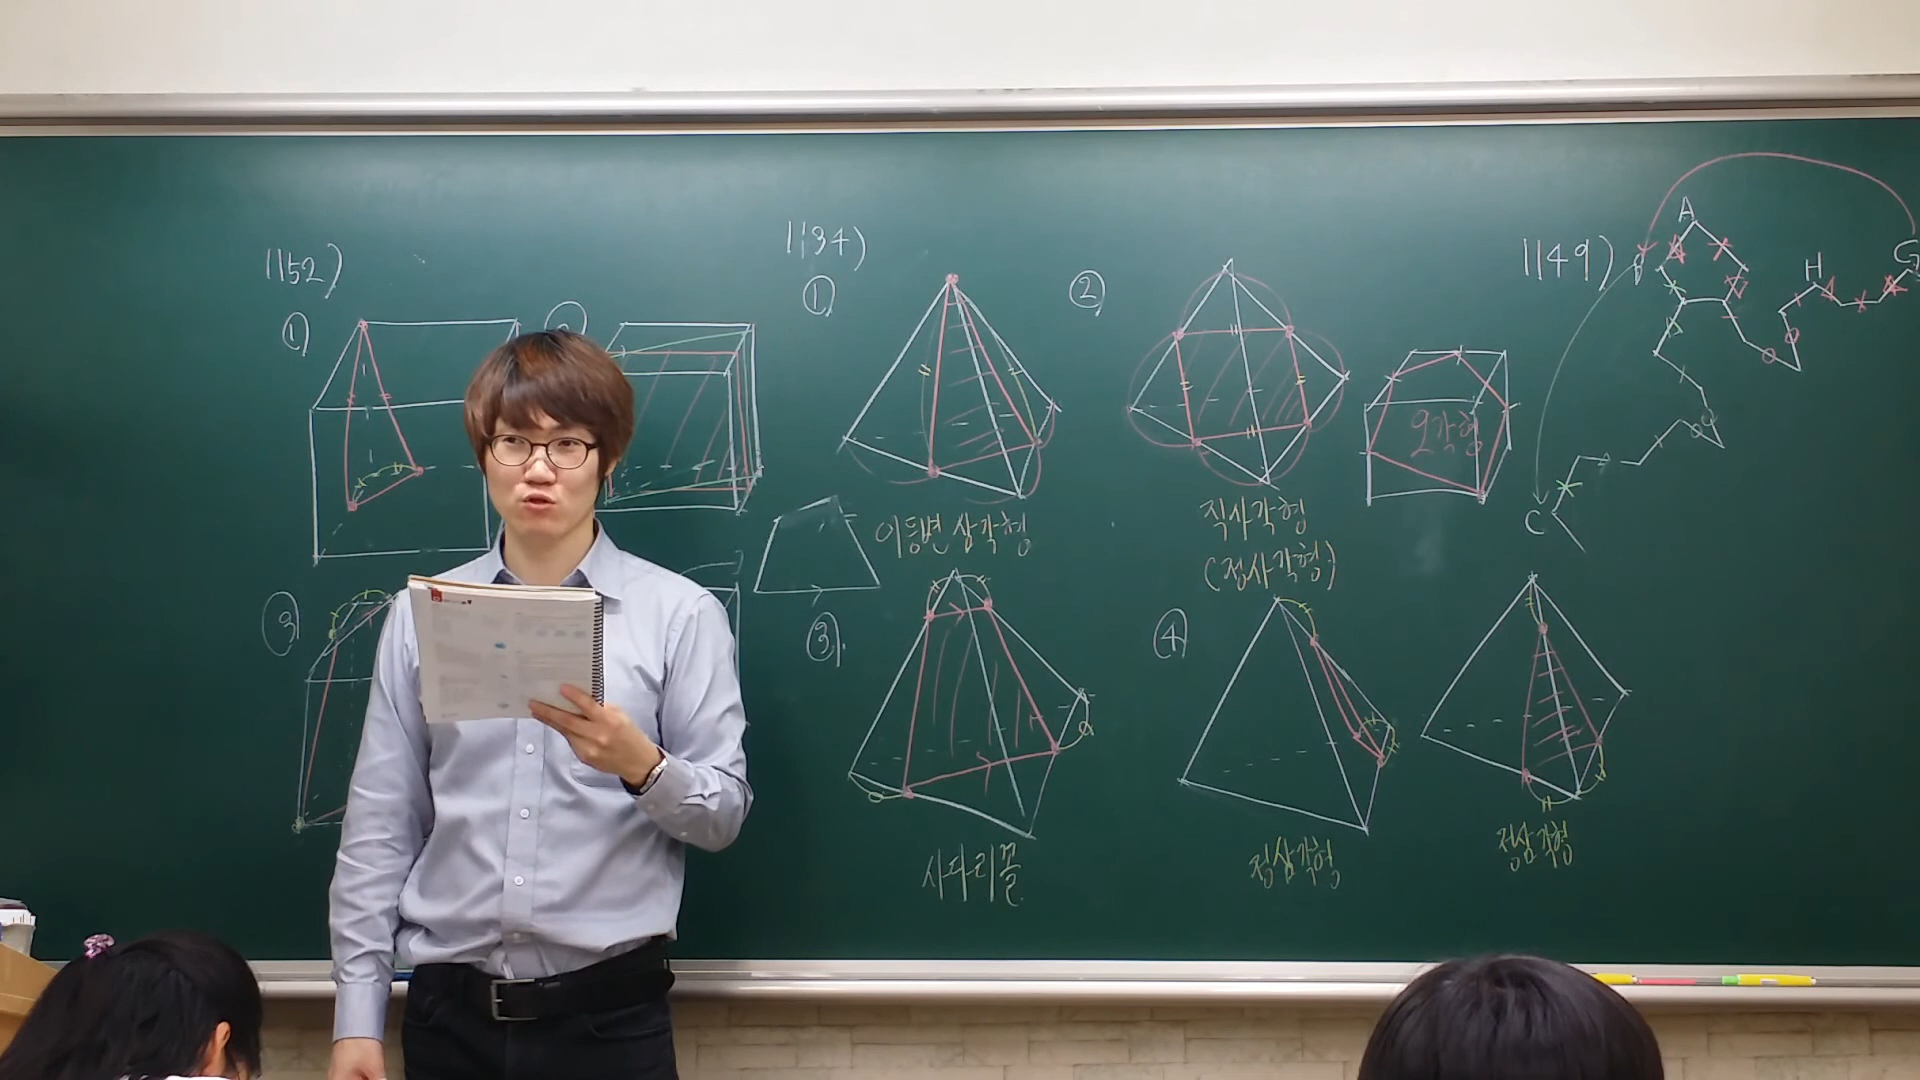 1152)
①
③
1134)
①
이등변 삼각형
②
직사각형
(정사각형)
오각형
③
사다리꼴
④
정삼각형
정삼각형
1149)
A
H
G
C